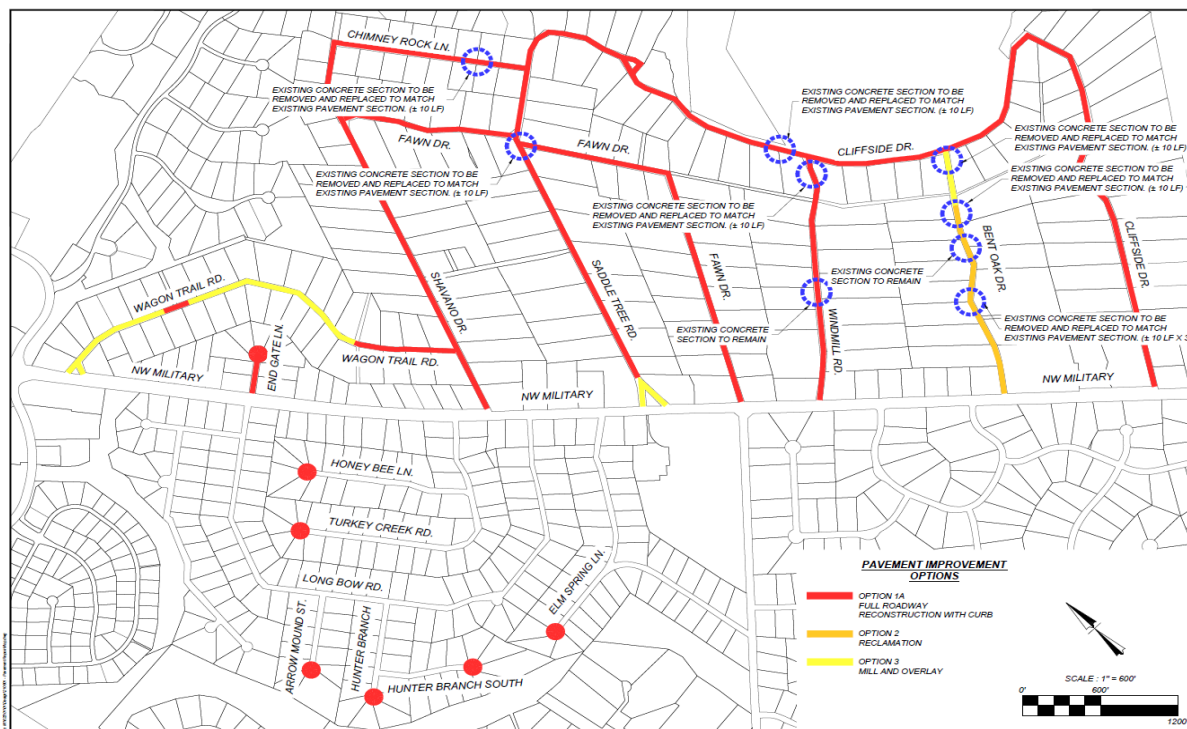 CHIMNEY ROCK LN.
EXISTING CONCRETE SECTION TO BE
REMOVED AND REPLACED TO MATCH
EXISTING PAVEMENT SECTION. (± 10 LF)
EXISTING CONCRETE SECTION TO BE
REMOVED AND REPLACED TO MATCH
EXISTING PAVEMENT SECTION. (± 10 LF)
FAWN DR.
FAWN DR.
CLIFFSIDE DR.
EXISTING CONCRETE SECTION TO BE
REMOVED AND REPLACED TO MATCH
EXISTING PAVEMENT SECTION. (± 10 LF)
EXISTING CONCRETE SECTION TO BE
REMOVED AND REPLACED TO MATCH
EXISTING PAVEMENT SECTION. (± 10 LF)
EXISTING CONCRETE SECTION TO BE
REMOVED AND REPLACED TO MATCH
EXISTING PAVEMENT SECTION. (± 10 LF)
EXISTING CONCRETE SECTION TO BE
REMOVED AND REPLACED TO MATCH
EXISTING PAVEMENT SECTION. (± 10 LF)
WAGON TRAIL RD.
SHAVANO DR.
SADDLE TREE RD.
FAWN DR.
EXISTING CONCRETE
SECTION TO REMAIN
BENT OAK DR.
CLIFFSIDE DR.
EXISTING CONCRETE
SECTION TO REMAIN
WINDMILL RD.
EXISTING CONCRETE SECTION TO BE
REMOVED AND REPLACED TO MATCH
EXISTING PAVEMENT SECTION. (± 10 LF X 3
NW MILITARY
END GATE LN.
WAGON TRAIL RD.
NW MILITARY
NW MILITARY
HONEY BEE LN.
TURKEY CREEK RD.
LONG BOW RD.
ELM SPRING LN.
ARROW MOUND ST.
HUNTER BRANCH
HUNTER BRANCH SOUTH
PAVEMENT IMPROVEMENT
OPTIONS
OPTION 1A
FULL ROADWAY
RECONSTRUCTION WITH CURB
OPTION 2
RECLAMATION
OPTION 3
MILL AND OVERLAY
SCALE : 1" = 600'
0' 600'
1200